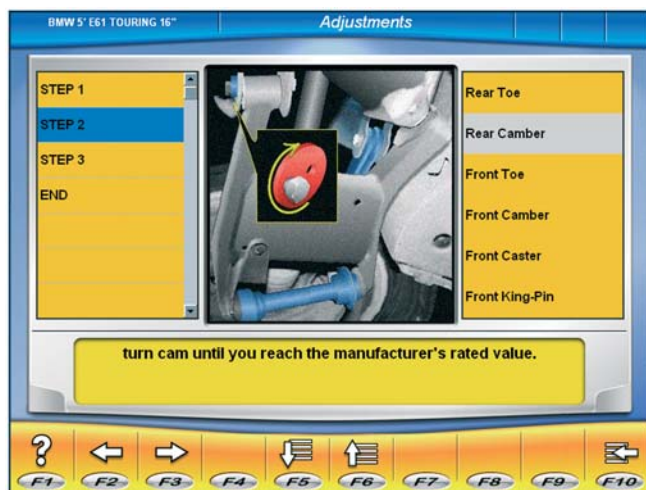 BMW 5' E61 TOURING 16"
Adjustments
STEP 1
STEP 2
STEP 3
END
Rear Toe
Rear Camber
Front Toe
Front Camber
Front Caster
Front King-Pin
turn cam until you reach the manufacturer's rated value.
?
F1 F2 F3 F4 F5 F6 F7 F8 F9 F10